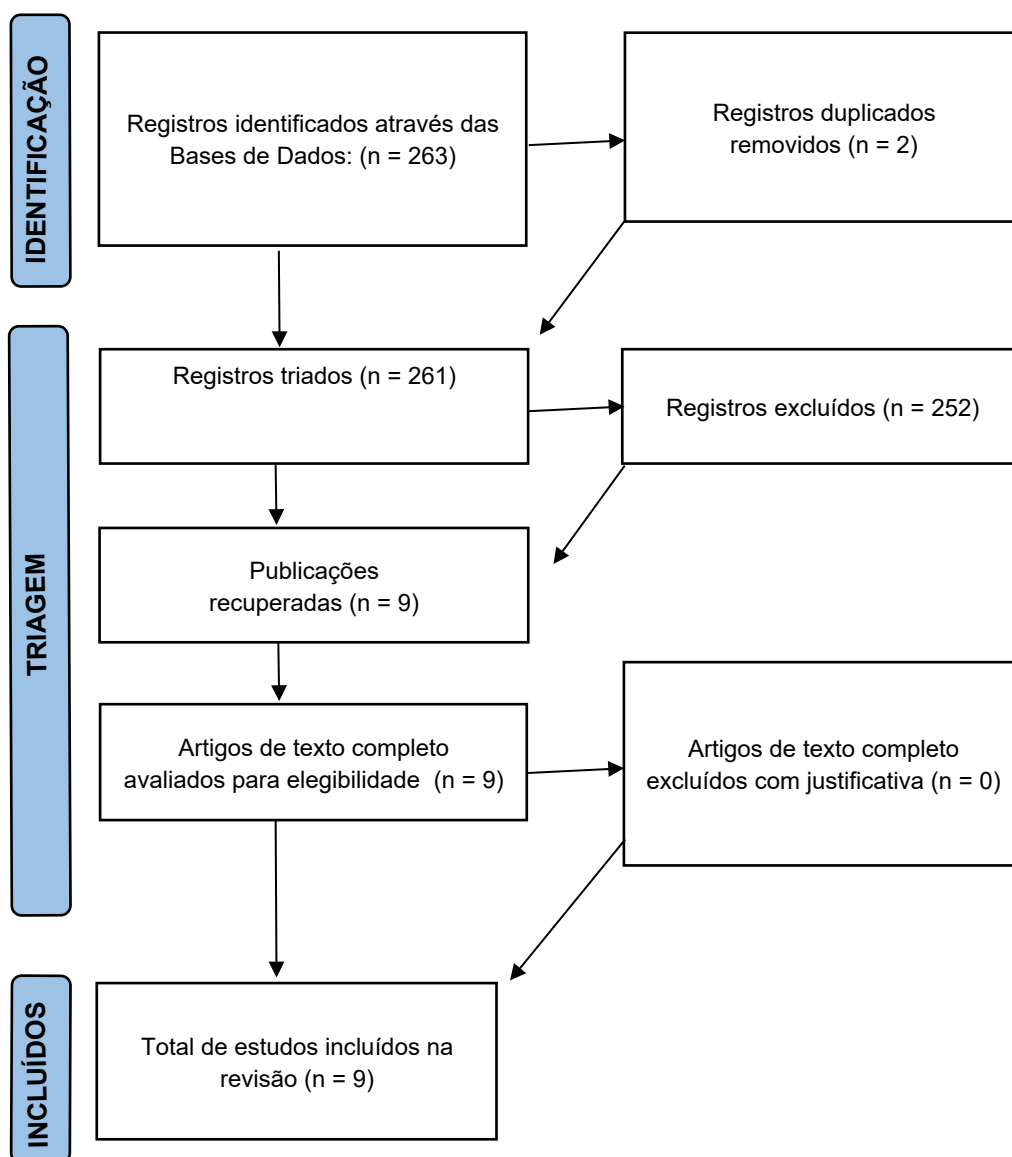 IDENTIFICAÇÃO
Registros identificados através das
Bases de Dados: (n = 263)
Registros duplicados
removidos (n = 2)
TRIAGEM
Registros triados (n = 261)
Registros excluídos (n = 252)
Publicações
recuperadas (n = 9)
Artigos de texto completo
avaliados para elegibilidade (n = 9)
Artigos de texto completo
excluídos com justificativa (n = 0)
INCLUÍDOS
Total de estudos incluídos na
revisão (n = 9)